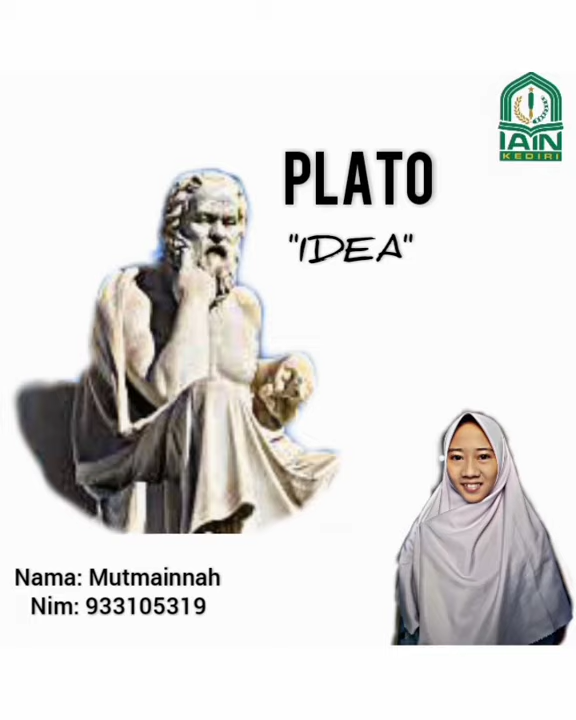 IAIN
KEDIRI
PLATO
"IDEA"
Nama: Mutmainnah
Nim: 933105319